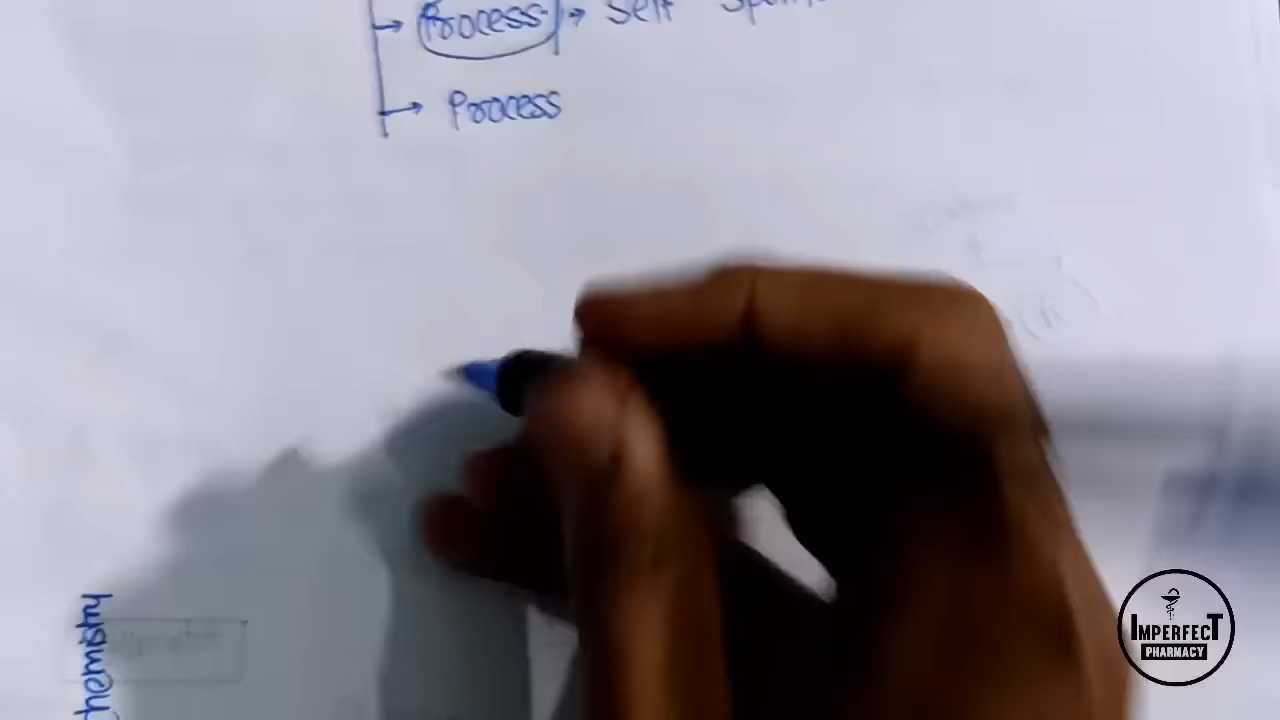 Process → Self
→ Process
hemistry
IMPERFECT
PHARMACY